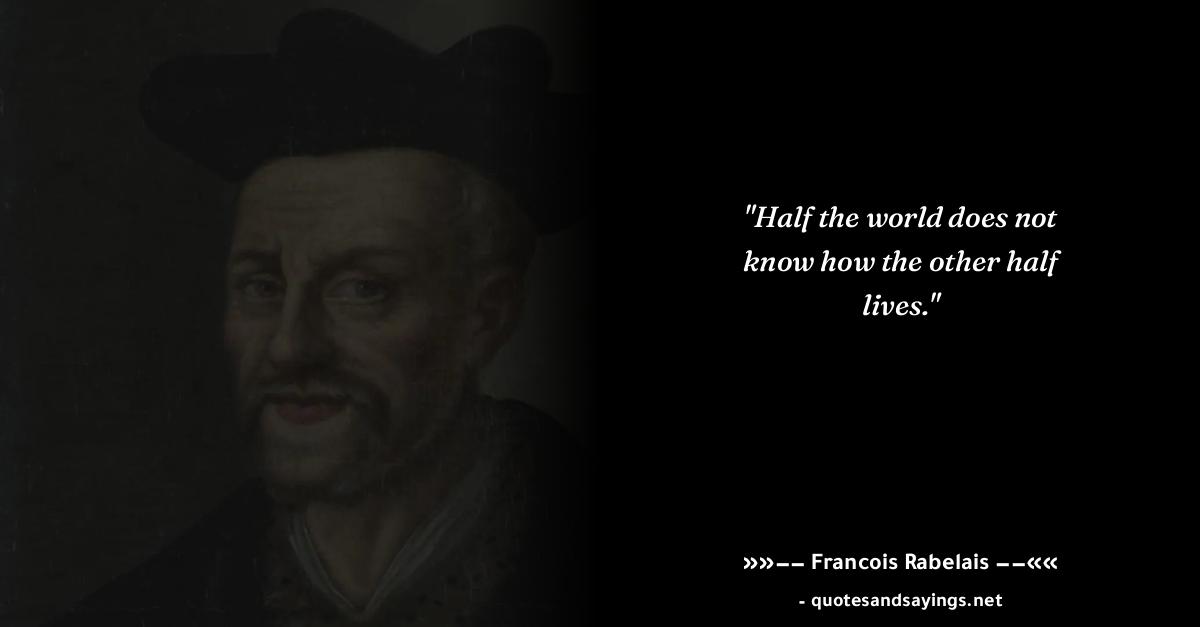 "Half the world does not
know how the other half
lives."
»»−− Francois Rabelais −−««
- quotesandsayings.net